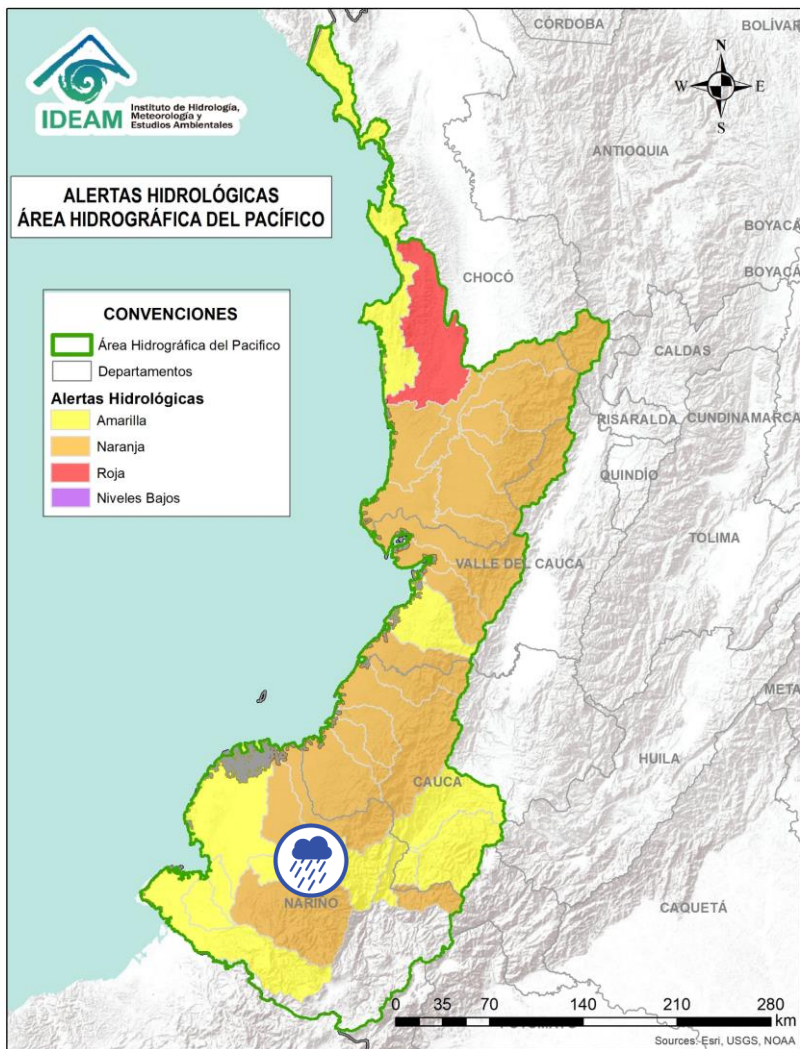 CÓRDOBA
BOLÍVAR
IDEAM
Instituto de Hidrología,
Meteorología y
Estudios Ambientales
N
W
E
S
ANTIOQUIA
ALERTAS HIDROLÓGICAS
ÁREA HIDROGRÁFICA DEL PACÍFICO
BOYACÁ
BOYACÁ
CHOCÓ
CONVENCIONES
Área Hidrográfica del Pacifico
Departamentos
Alertas Hidrológicas
Amarilla
Naranja
Roja
Niveles Bajos
CALDAS
RISARALDA
CUNDINAMARCA
QUINDÍO
TOLIMA
VALLE DEL CAUCA
META
HUILA
CAUCA
NARIÑO
CAQUETÁ
0 35 70 140 210 280
km
Sources: Esri, USGS, NOAA